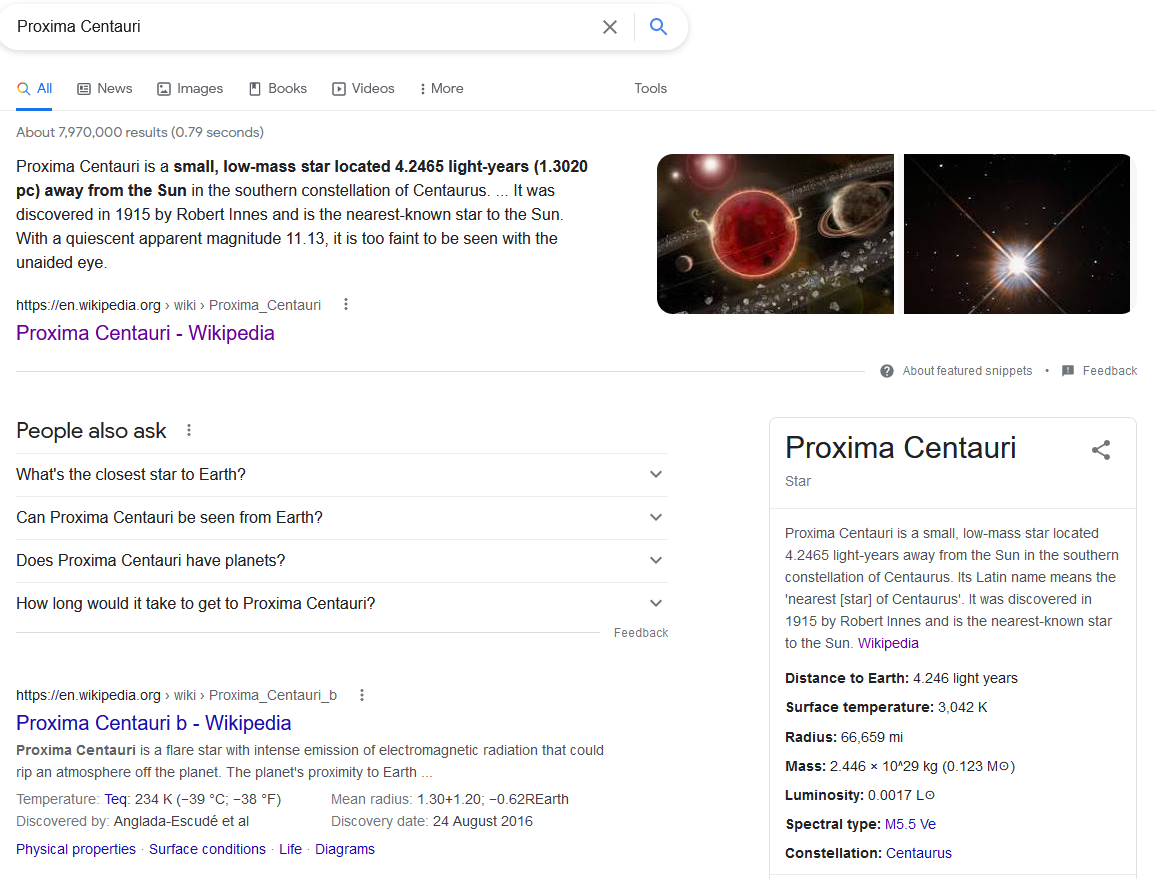 Proxima Centauri
All
News
Images
Books
Videos
More
Tools
About 7,970,000 results (0.79 seconds)
Proxima Centauri is a small, low-mass star located 4.2465 light-years (1.3020
pc) away from the Sun in the southern constellation of Centaurus. ... It was
discovered in 1915 by Robert Innes and is the nearest-known star to the Sun.
With a quiescent apparent magnitude 11.13, it is too faint to be seen with the
unaided eye.
https://en.wikipedia.org › wiki › Proxima_Centauri
Proxima Centauri - Wikipedia
About featured snippets • Feedback
People also ask
What's the closest star to Earth?
Can Proxima Centauri be seen from Earth?
Does Proxima Centauri have planets?
How long would it take to get to Proxima Centauri?
Feedback
https://en.wikipedia.org › wiki › Proxima_Centauri_b
Proxima Centauri b - Wikipedia
Proxima Centauri is a flare star with intense emission of electromagnetic radiation that could
rip an atmosphere off the planet. The planet's proximity to Earth ...
Temperature: Teq: 234 K (−39 °C; −38 °F)
Mean radius: 1.30+1.20; −0.62REarth
Discovered by: Anglada-Escudé et al
Discovery date: 24 August 2016
Physical properties · Surface conditions · Life · Diagrams
Proxima Centauri
Star
Proxima Centauri is a small, low-mass star located
4.2465 light-years away from the Sun in the southern
constellation of Centaurus. Its Latin name means the
'nearest [star] of Centaurus'. It was discovered in
1915 by Robert Innes and is the nearest-known star
to the Sun. Wikipedia
Distance to Earth: 4.246 light years
Surface temperature: 3,042 K
Radius: 66,659 mi
Mass: 2.446 × 10^29 kg (0.123 M☉)
Luminosity: 0.0017 L☉
Spectral type: M5.5 Ve
Constellation: Centaurus